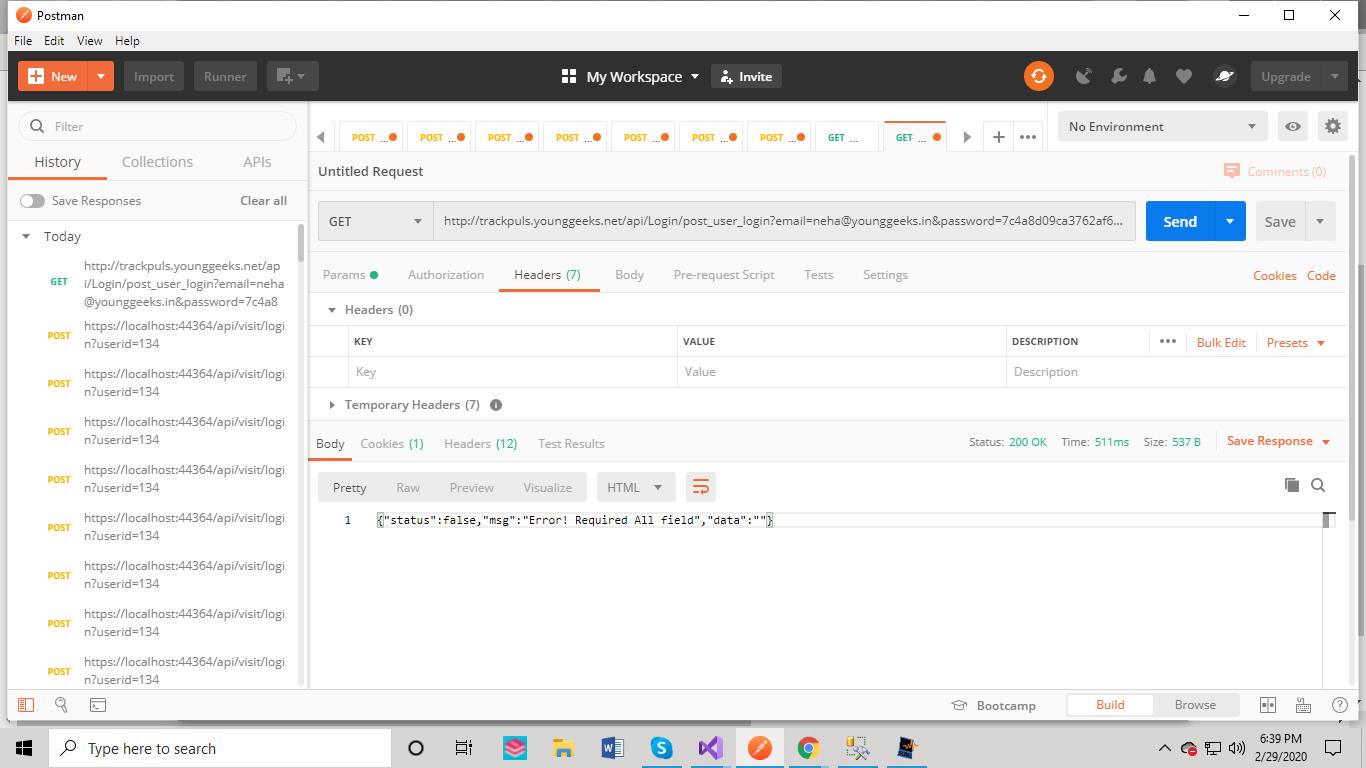 Postman
File Edit View Help
New Import Runner My Workspace Invite Upgrade
Filter
History Collections APIs
Save Responses Clear all
Today
GET http://trackpuls.younggeeks.net/ap
i/Login/post_user_login?email=neha
@younggeeks.in&password=7c4a8
POST https://localhost:44364/api/visit/logi
n?userid=134
POST https://localhost:44364/api/visit/logi
n?userid=134
POST https://localhost:44364/api/visit/logi
n?userid=134
POST https://localhost:44364/api/visit/logi
n?userid=134
POST https://localhost:44364/api/visit/logi
n?userid=134
POST https://localhost:44364/api/visit/logi
n?userid=134
POST https://localhost:44364/api/visit/logi
n?userid=134
POST https://localhost:44364/api/visit/logi
n?userid=134
POST ... POST ... POST ... POST ... POST ... POST ... POST ... GET ... GET ... No Environment
Untitled Request Comments (0)
GET http://trackpuls.younggeeks.net/api/Login/post_user_login?email=neha@younggeeks.in&password=7c4a8d09ca3762af6... Send Save
Params Authorization Headers (7) Body Pre-request Script Tests Settings Cookies Code
Headers (0)
KEY VALUE DESCRIPTION Bulk Edit Presets
Key Value Description
Temporary Headers (7)
Body Cookies (1) Headers (12) Test Results Status: 200 OK Time: 511ms Size: 537 B Save Response
Pretty Raw Preview Visualize HTML
1 {"status":false,"msg":"Error! Required All field","data":""}
Bootcamp Build Browse
Type here to search
6:39 PM
2/29/2020